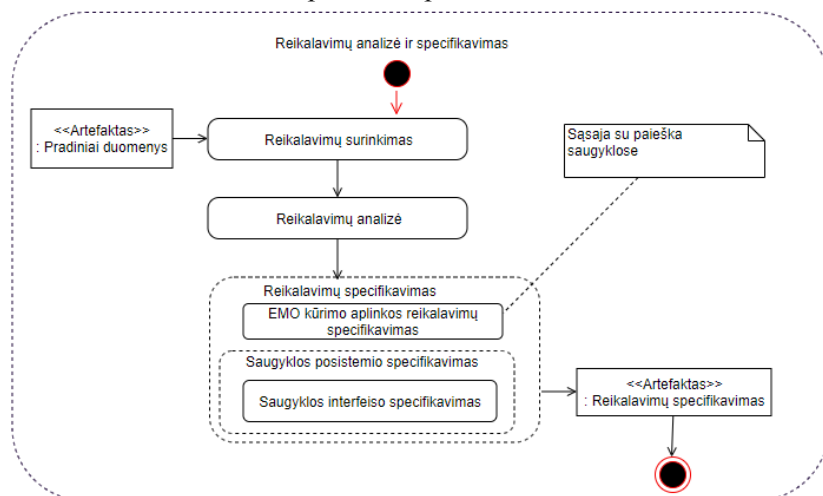 Reikalavimų analizė ir specifikavimas
<<Artefaktas>>
: Pradiniai duomenys
Reikalavimų surinkimas
Sąsaja su paieška
saugyklose
Reikalavimų analizė
Reikalavimų specifikavimas
EMO kūrimo aplinkos reikalavimų
specifikavimas
Saugyklos posistemio specifikavimas
Saugyklos interfeiso specifikavimas
<<Artefaktas>>
: Reikalavimų specifikavimas